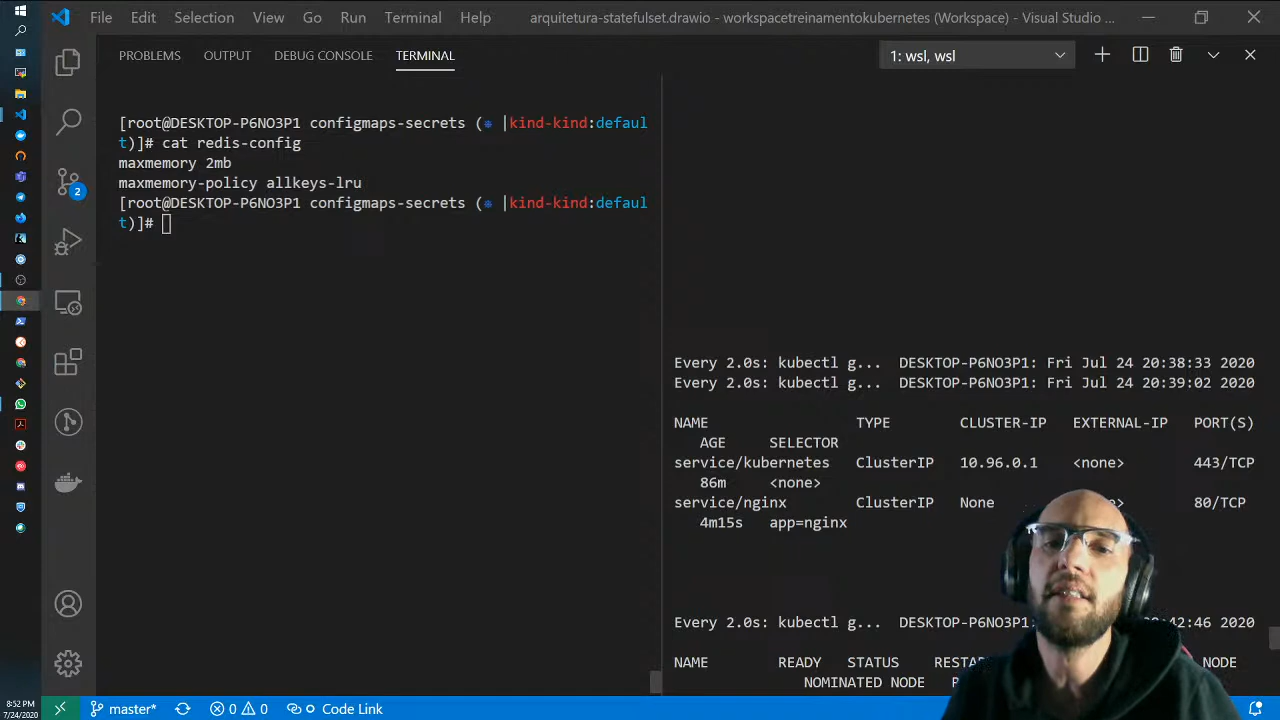 File Edit Selection View Go Run Terminal Help arquitetura-statefulset.drawio - workspacetreinamentokubernetes (Workspace) - Visual Studio ...
PROBLEMS OUTPUT DEBUG CONSOLE TERMINAL 1: wsl, wsl
[root@DESKTOP-P6NO3P1 configmaps-secrets (⎈ |kind-kind:defaul
t)]# cat redis-config
maxmemory 2mb
maxmemory-policy allkeys-lru
[root@DESKTOP-P6NO3P1 configmaps-secrets (⎈ |kind-kind:defaul
t)]#
2
Every 2.0s: kubectl g... DESKTOP-P6NO3P1: Fri Jul 24 20:38:33 2020
Every 2.0s: kubectl g... DESKTOP-P6NO3P1: Fri Jul 24 20:39:02 2020
NAME TYPE CLUSTER-IP EXTERNAL-IP PORT(S)
AGE SELECTOR
service/kubernetes ClusterIP 10.96.0.1 <none> 443/TCP
86m <none>
service/nginx ClusterIP None 80/TCP
4m15s app=nginx
Every 2.0s: kubectl g... DESKTOP-P6NO3P1: :42:46 2020
NAME READY STATUS NODE
NOMINATED NODE
8:52 PM
7/24/2020
master* 0 0 Code Link